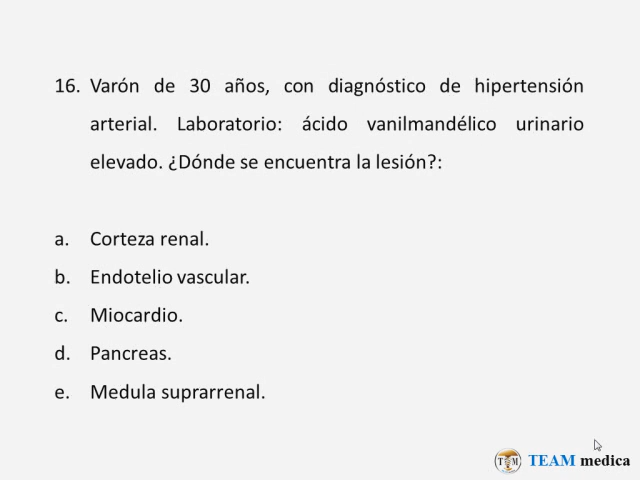 16. Varón de 30 años, con diagnóstico de hipertensión
arterial. Laboratorio: ácido vanilmandélico urinario
elevado. ¿Dónde se encuentra la lesión?:
a. Corteza renal.
b. Endotelio vascular.
c. Miocardio.
d. Pancreas.
e. Medula suprarrenal.
TEAM medica